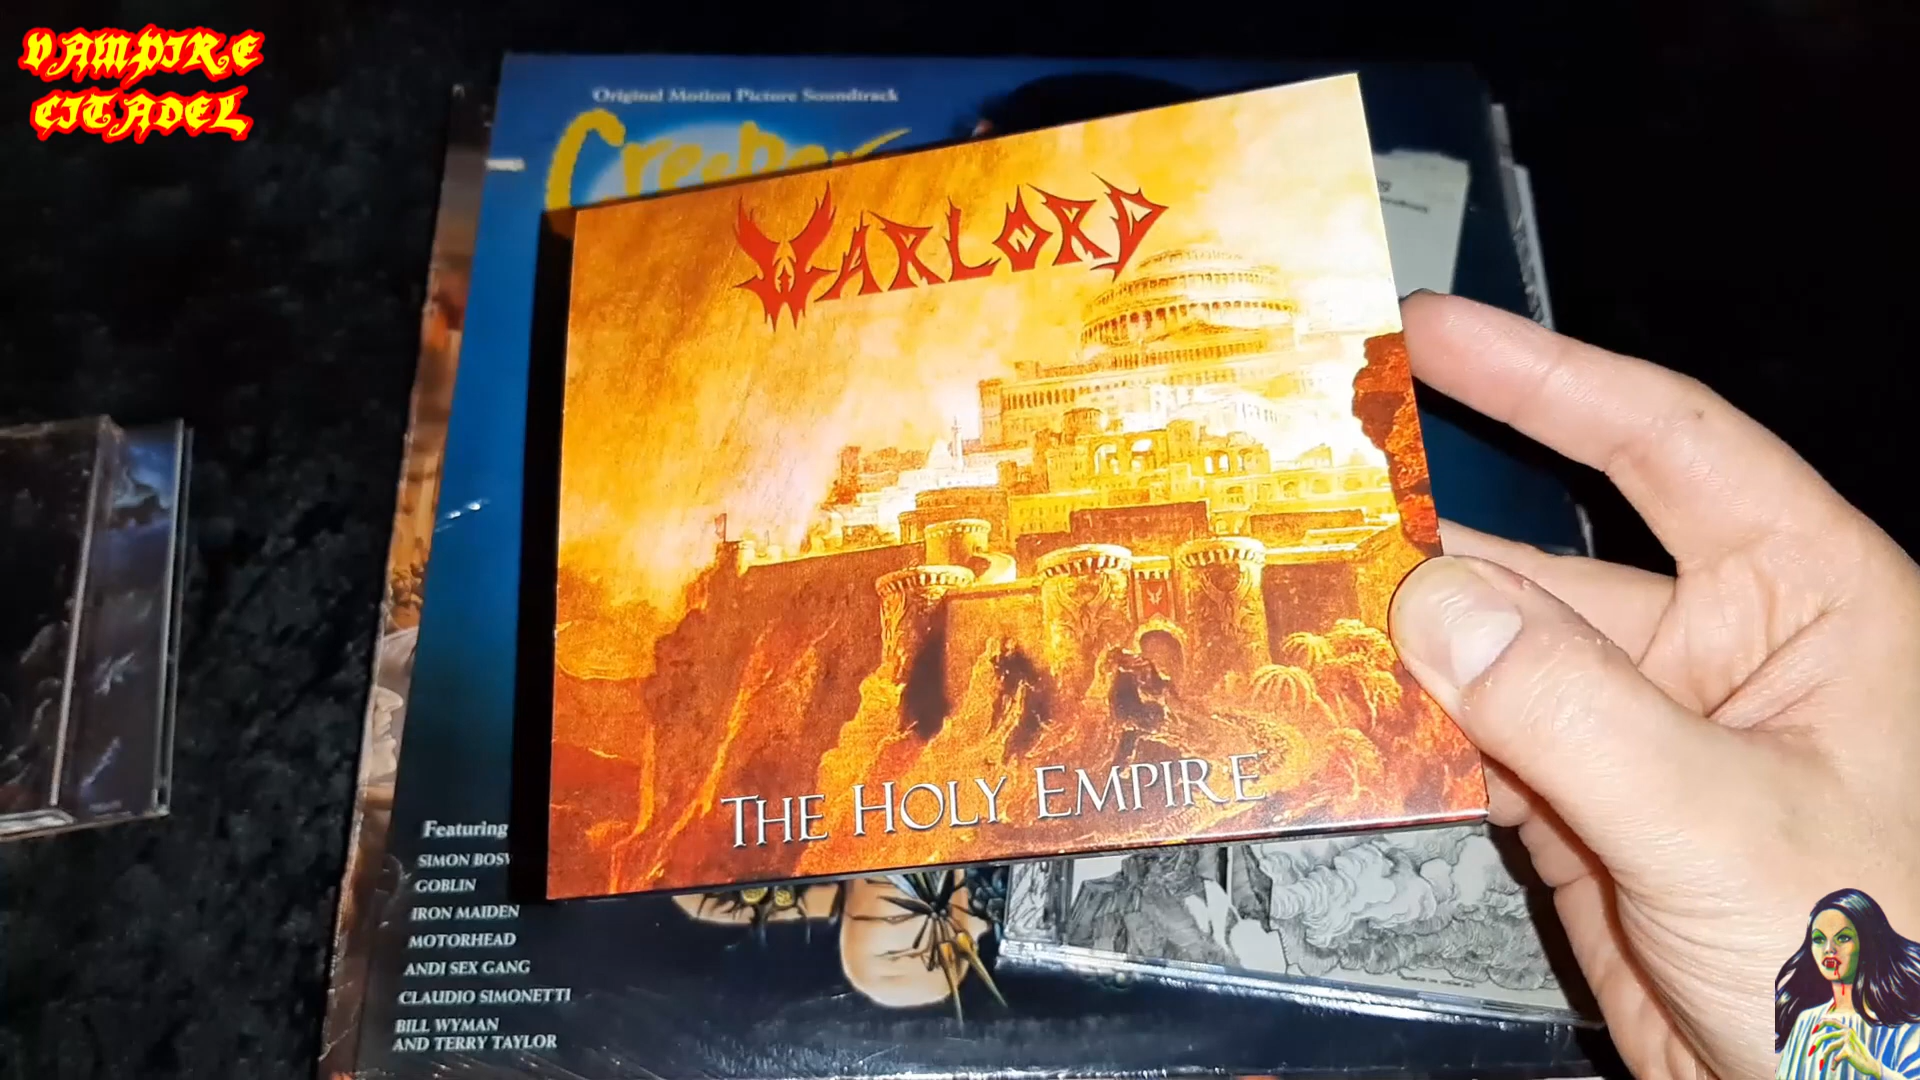 VAMPIRE
CITADEL
Original Motion Picture Soundtrack
WARLORD
THE HOLY EMPIRE
Featuring
SIMON
GOBLIN
IRON MAIDEN
MOTORHEAD
ANDI SEX GANG
CLAUDIO SIMONETTI
BILL WYMAN
AND TERRY TAYLOR